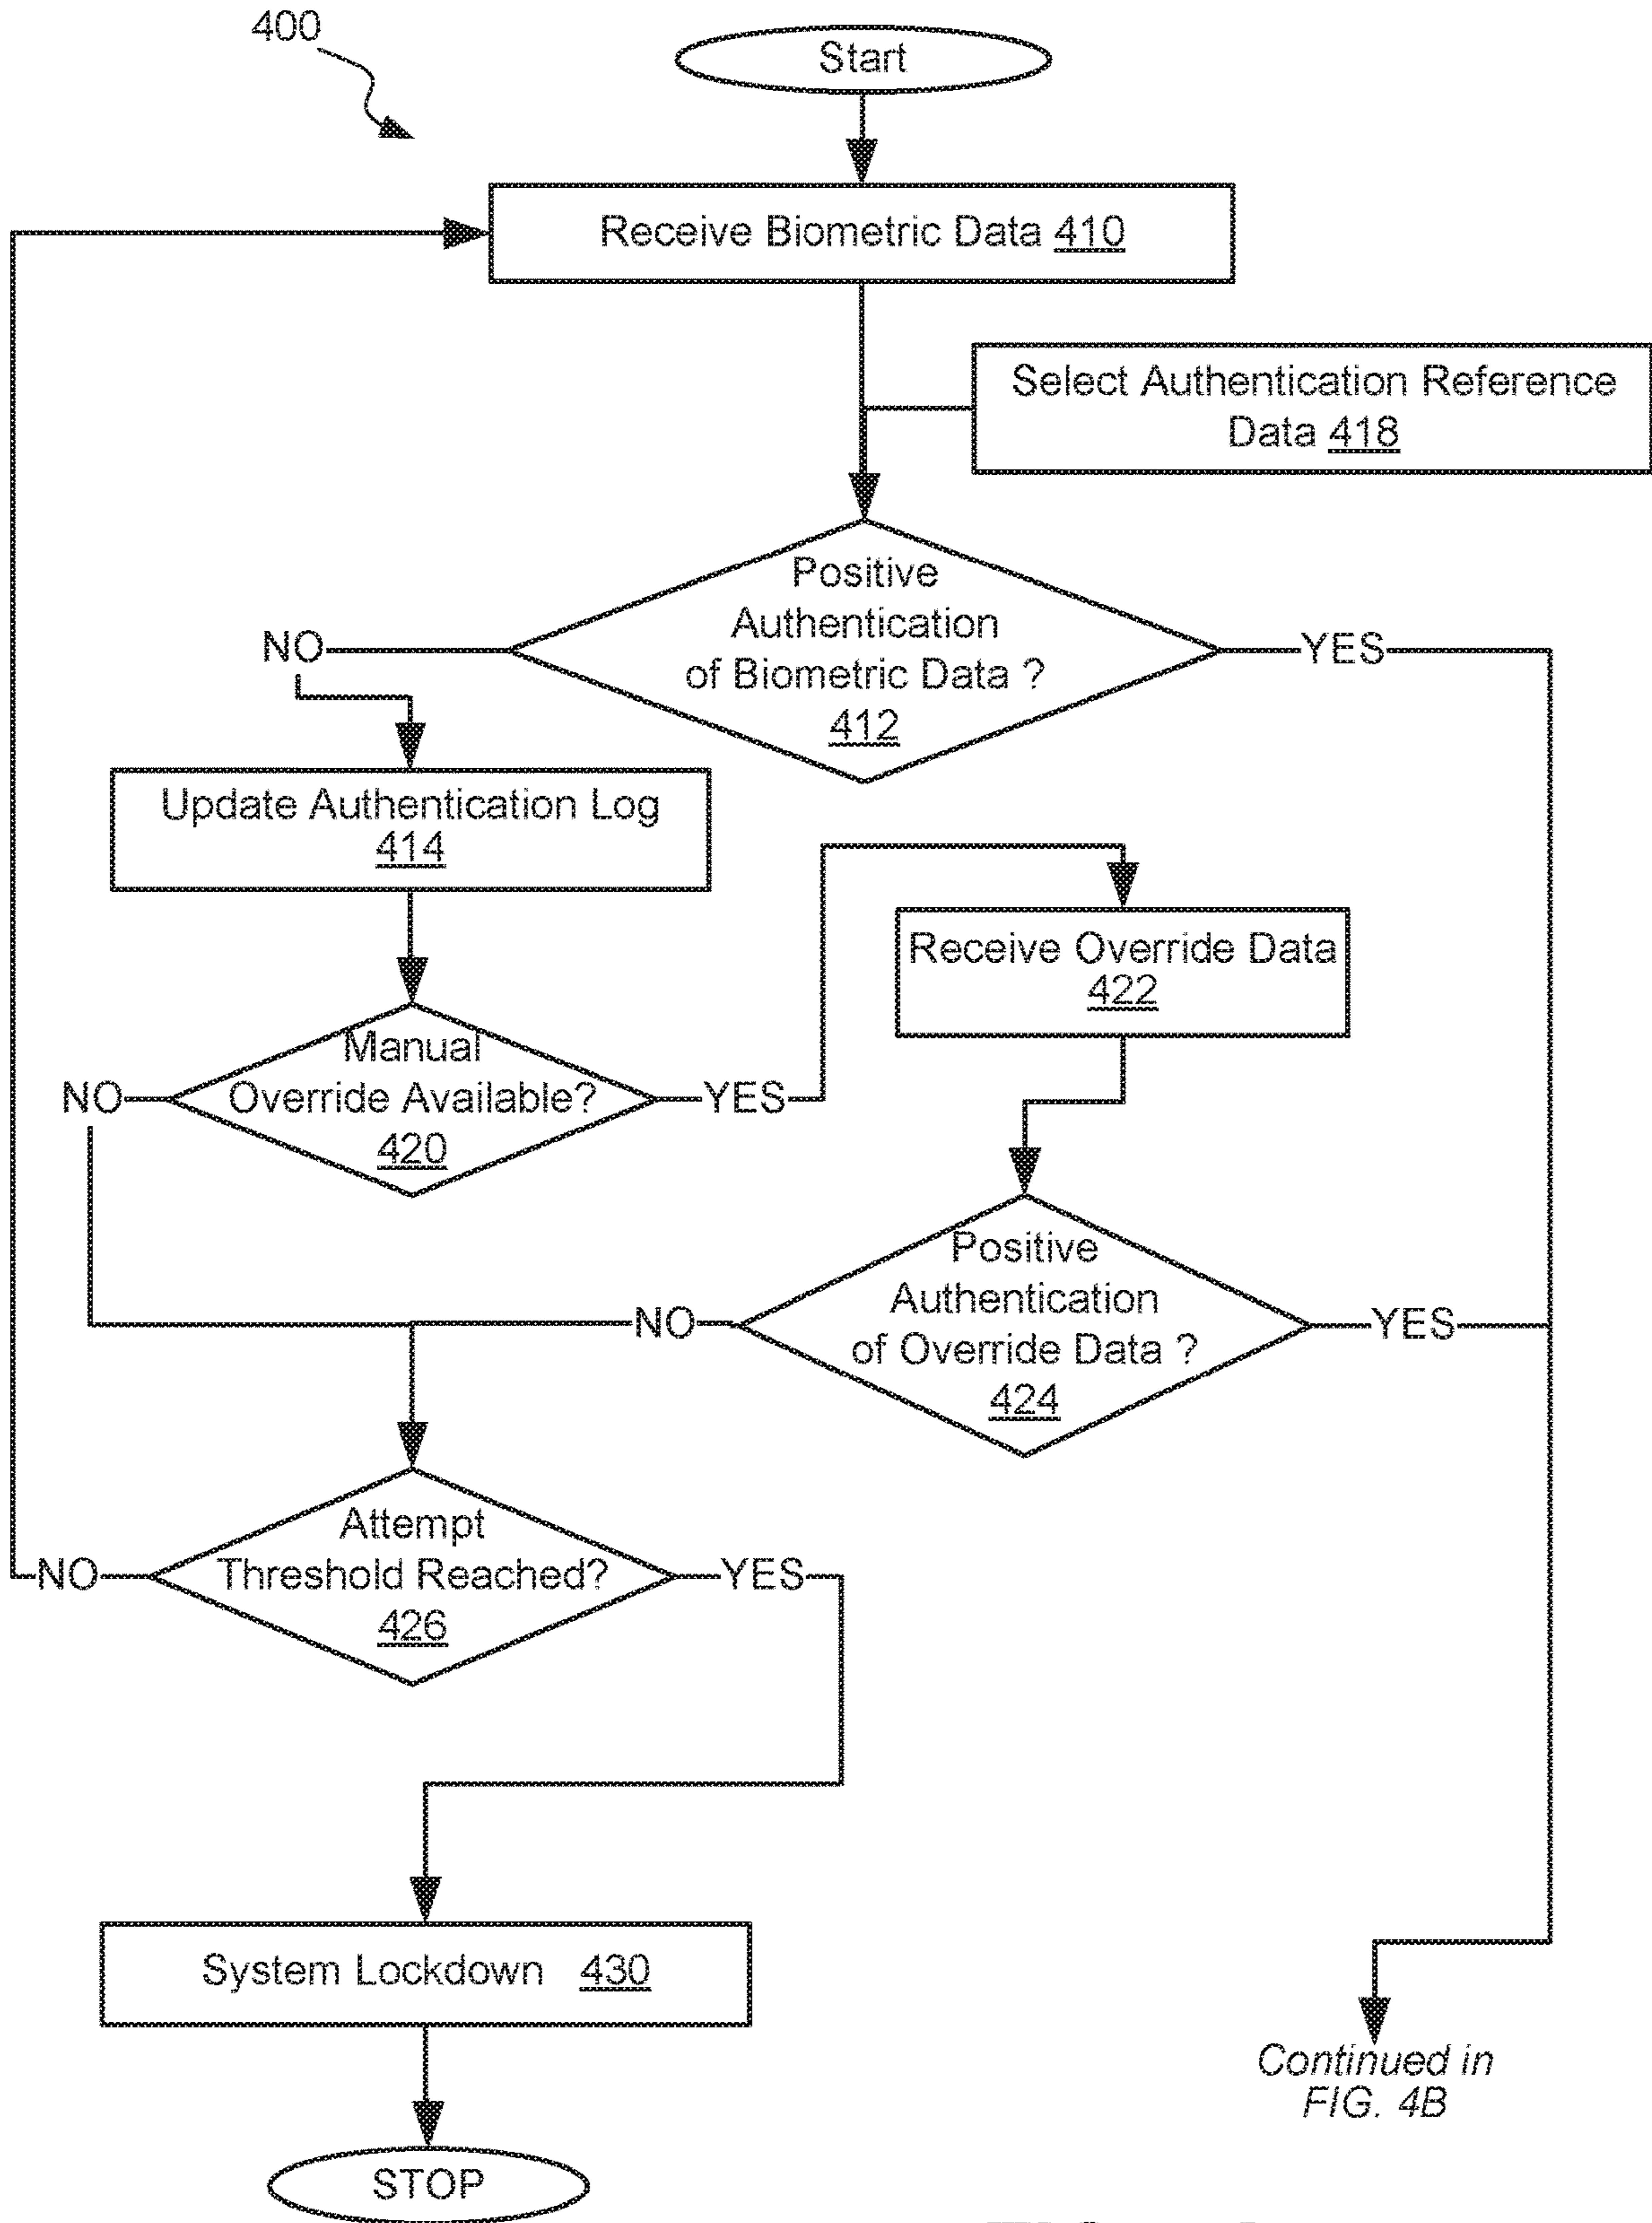 400
Start
Receive Biometric Data 410
Select Authentication Reference
Data 418
Positive
Authentication
of Biometric Data ?
412
NO
YES
Update Authentication Log
414
Receive Override Data
422
Manual
Override Available?
420
NO
YES
Positive
Authentication
of Override Data ?
424
NO
YES
Attempt
Threshold Reached?
426
NO
YES
System Lockdown 430
Continued in
FIG. 4B
STOP